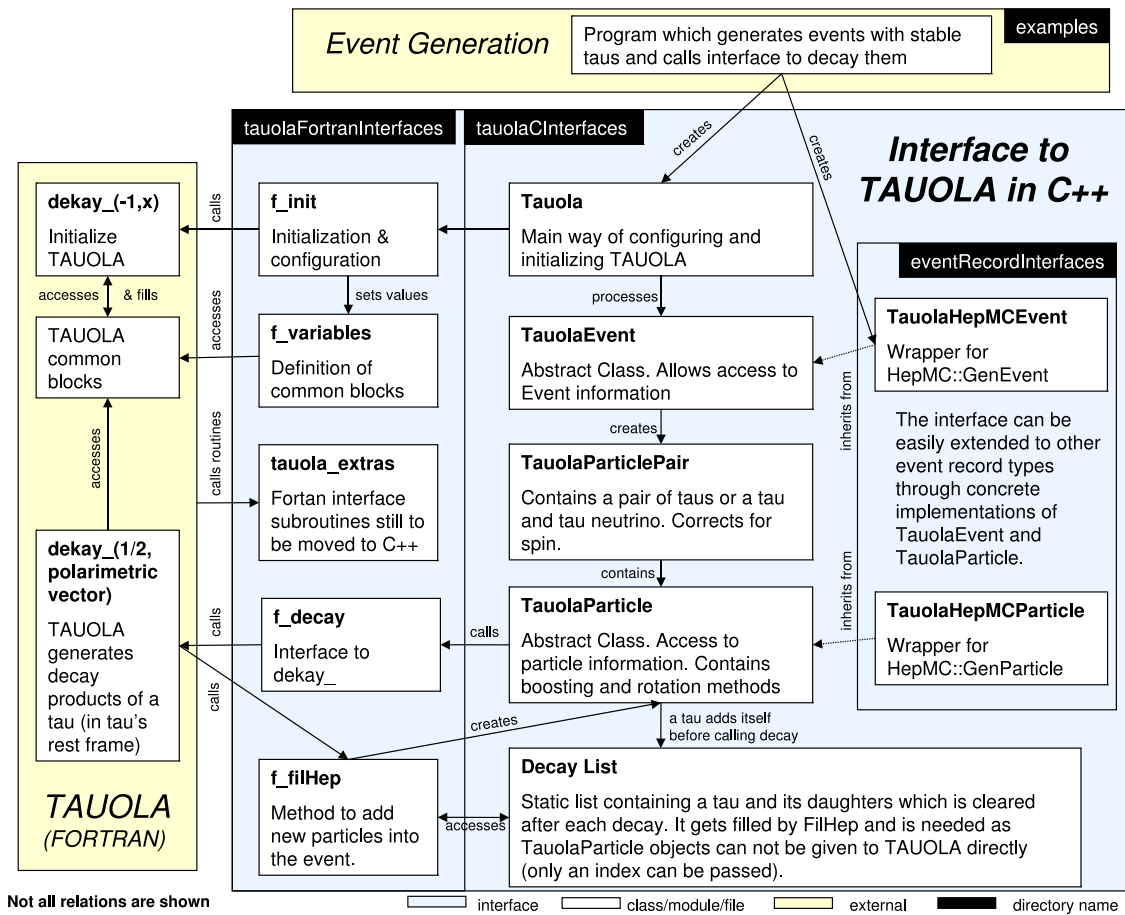 Event Generation
Program which generates events with stable
taus and calls interface to decay them
examples
tauolaFortranInterfaces
tauolaCInterfaces
creates
creates
Interface to
TAUOLA in C++
dekay_(-1,x)
Initialize
TAUOLA
calls
f_init
Initialization &
configuration
Tauola
Main way of configuring and
initializing TAUOLA
eventRecordInterfaces
accesses & fills
sets values
processes
TAUOLA
common
blocks
accesses
f_variables
Definition of
common blocks
TauolaEvent
Abstract Class. Allows access to
Event information
TauolaHepMCEvent
Wrapper for
HepMC::GenEvent
inherits from
creates
accesses
calls routines
tauola_extras
Fortan interface
subroutines still to
be moved to C++
TauolaParticlePair
Contains a pair of taus or a tau
and tau neutrino. Corrects for
spin.
The interface can be
easily extended to other
event record types
through concrete
implementations of
TauolaEvent and
TauolaParticle.
contains
dekay_(1/2,
polarimetric
vector)
TAUOLA
generates
decay
products of a
tau (in tau's
rest frame)
calls
f_decay
Interface to
dekay_
calls
TauolaParticle
Abstract Class. Access to
particle information. Contains
boosting and rotation methods
inherits from
TauolaHepMCParticle
Wrapper for
HepMC::GenParticle
calls
creates
a tau adds itself
before calling decay
TAUOLA
(FORTRAN)
f_filHep
Method to add
new particles into
the event.
accesses
Decay List
Static list containing a tau and its daughters which is cleared
after each decay. It gets filled by FilHep and is needed as
TauolaParticle objects can not be given to TAUOLA directly
(only an index can be passed).
Not all relations are shown
interface
class/module/file
external
directory name